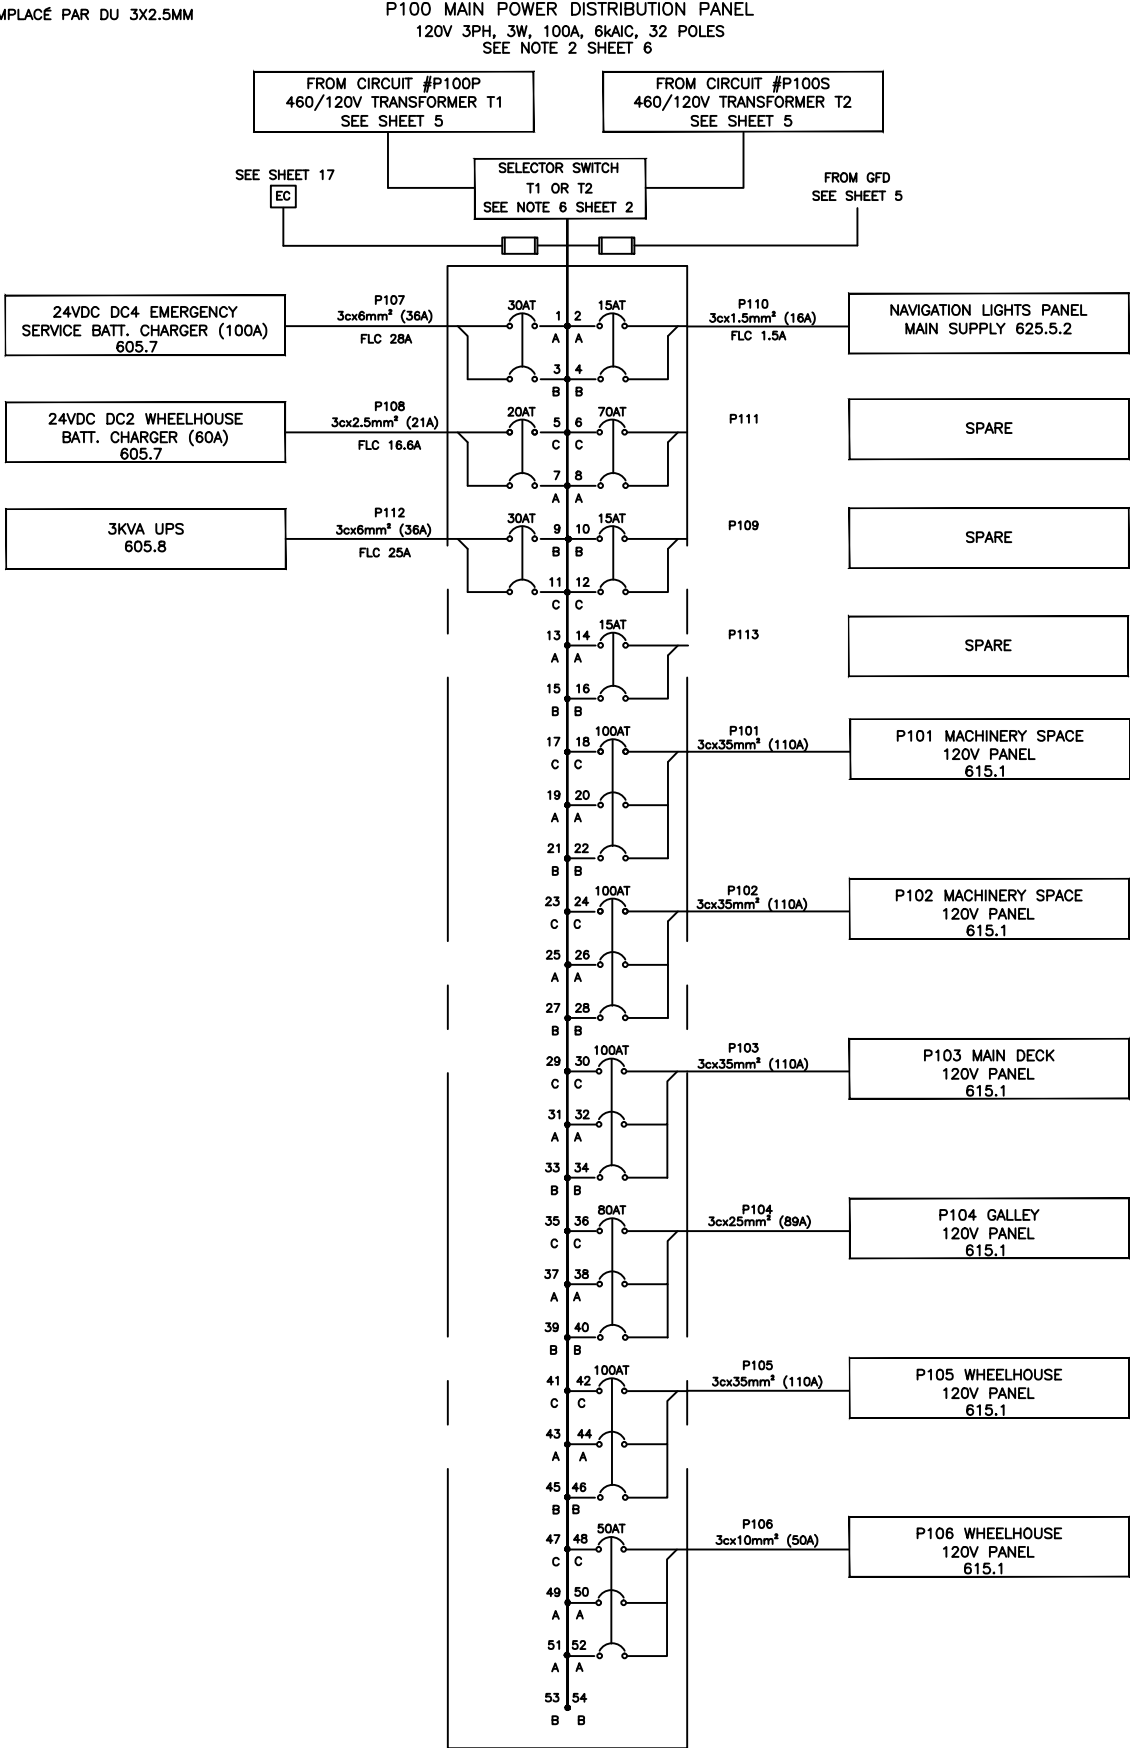 MPLACÉ PAR DU 3X2.5MM
P100 MAIN POWER DISTRIBUTION PANEL
120V 3PH, 3W, 100A, 6kAIC, 32 POLES
SEE NOTE 2 SHEET 6
FROM CIRCUIT #P100P
460/120V TRANSFORMER T1
SEE SHEET 5
FROM CIRCUIT #P100S
460/120V TRANSFORMER T2
SEE SHEET 5
SELECTOR SWITCH
T1 OR T2
SEE NOTE 6 SHEET 2
SEE SHEET 17
EC
FROM GFD
SEE SHEET 5
24VDC DC4 EMERGENCY
SERVICE BATT. CHARGER (100A)
605.7
P107
3cx6mm² (36A)
FLC 28A
30AT
1 2
A A
15AT
P110
3cx1.5mm² (16A)
FLC 1.5A
NAVIGATION LIGHTS PANEL
MAIN SUPPLY 625.5.2
3 4
B B
24VDC DC2 WHEELHOUSE
BATT. CHARGER (60A)
605.7
P108
3cx2.5mm² (21A)
FLC 16.6A
20AT
5 6
C C
70AT
P111
SPARE
7 8
A A
3KVA UPS
605.8
P112
3cx6mm² (36A)
FLC 25A
30AT
9 10
B B
15AT
P109
SPARE
11 12
C C
13 14
A A
15AT
P113
SPARE
15 16
B B
17 18
C C
100AT
P101
3cx35mm² (110A)
P101 MACHINERY SPACE
120V PANEL
615.1
19 20
A A
21 22
B B
23 24
C C
100AT
P102
3cx35mm² (110A)
P102 MACHINERY SPACE
120V PANEL
615.1
25 26
A A
27 28
B B
29 30
C C
100AT
P103
3cx35mm² (110A)
P103 MAIN DECK
120V PANEL
615.1
31 32
A A
33 34
B B
35 36
C C
80AT
P104
3cx25mm² (89A)
P104 GALLEY
120V PANEL
615.1
37 38
A A
39 40
B B
41 42
C C
100AT
P105
3cx35mm² (110A)
P105 WHEELHOUSE
120V PANEL
615.1
43 44
A A
45 46
B B
47 48
C C
50AT
P106
3cx10mm² (50A)
P106 WHEELHOUSE
120V PANEL
615.1
49 50
A A
51 52
A A
53 54
B B